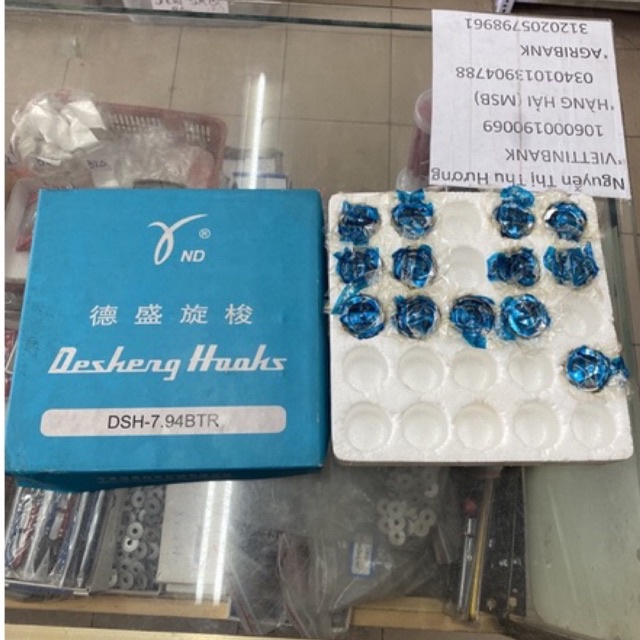 ND
®
德盛旋梭
Desheng Hooks
DSH-7.94BTR
Nguyễn Thị Thu Hương
*VIETTINBANK
106000190069
*HÀNG HẢI (MSB)
03401013904788
*AGRIBANK
3120205798961